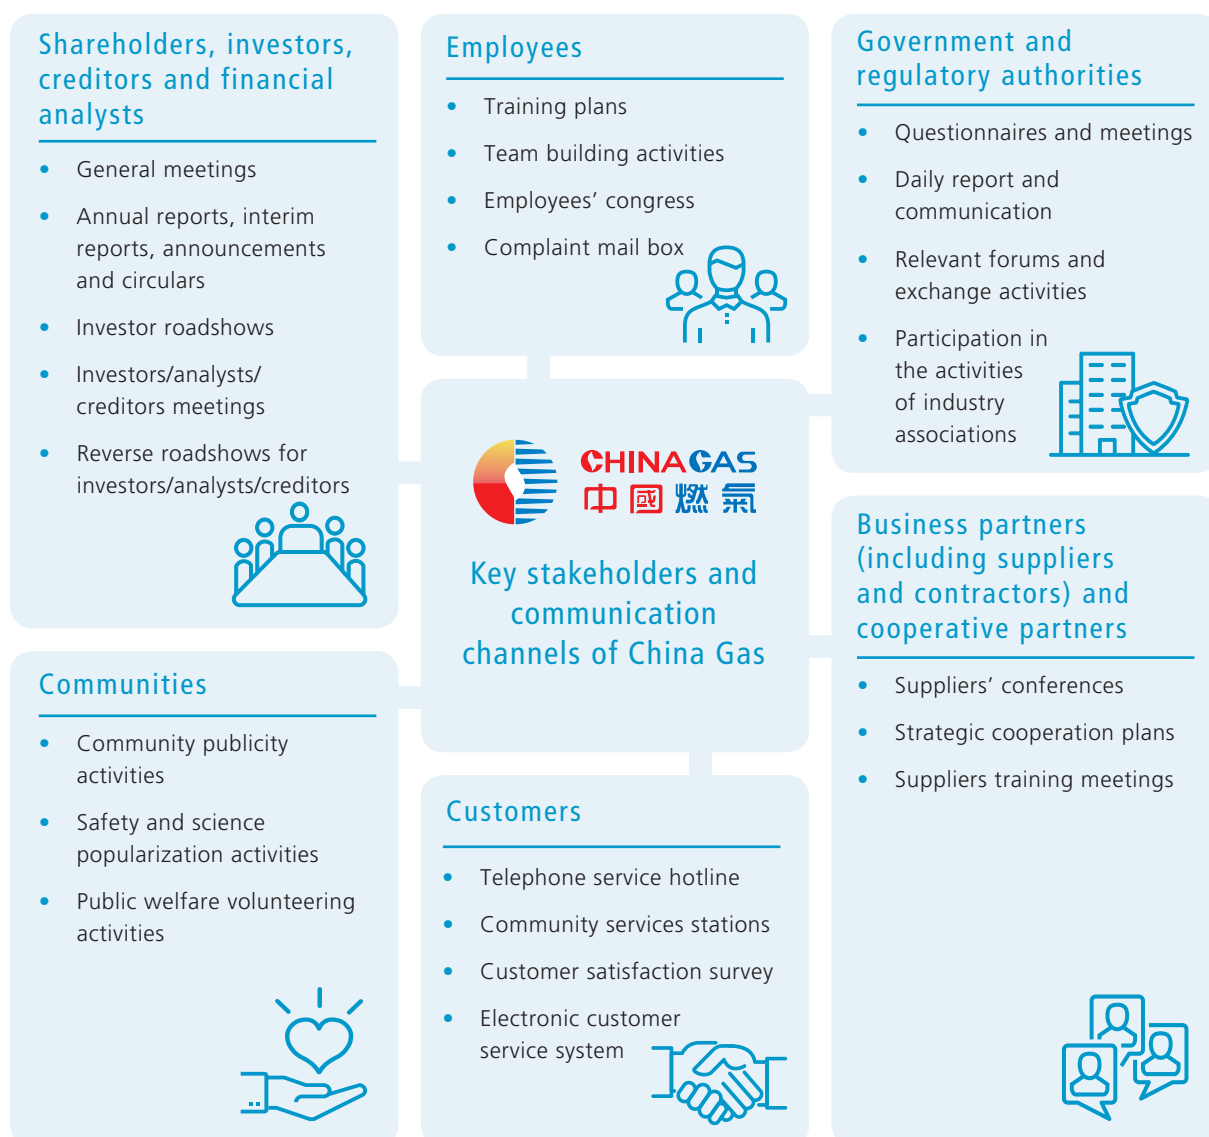 Shareholders, investors,
creditors and financial
analysts
• General meetings
• Annual reports, interim
reports, announcements
and circulars
• Investor roadshows
• Investors/analysts/
creditors meetings
• Reverse roadshows for
investors/analysts/creditors
Employees
• Training plans
• Team building activities
• Employees’ congress
• Complaint mail box
Government and
regulatory authorities
• Questionnaires and meetings
• Daily report and
communication
• Relevant forums and
exchange activities
• Participation in
the activities
of industry
associations
CHINA GAS
中國燃氣
Key stakeholders and
communication
channels of China Gas
Business partners
(including suppliers
and contractors) and
cooperative partners
• Suppliers’ conferences
• Strategic cooperation plans
• Suppliers training meetings
Communities
• Community publicity
activities
• Safety and science
popularization activities
• Public welfare volunteering
activities
Customers
• Telephone service hotline
• Community services stations
• Customer satisfaction survey
• Electronic customer
service system